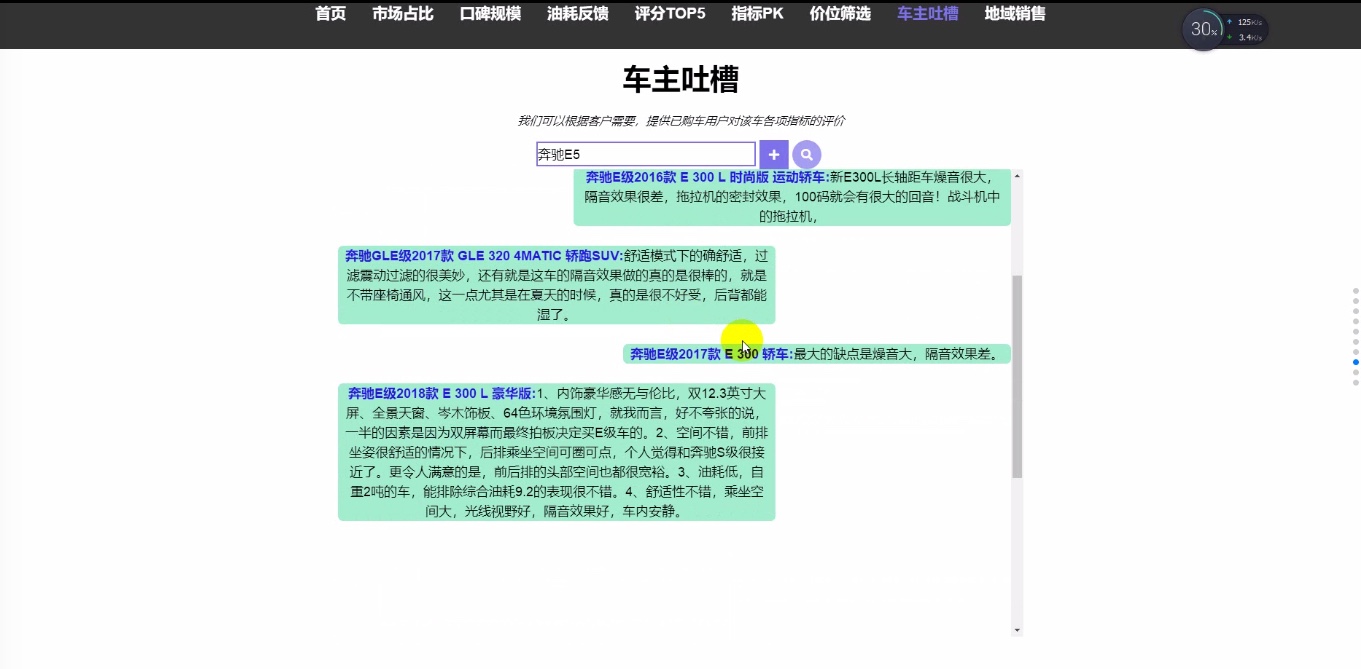 首页 市场占比 口碑规模 油耗反馈 评分TOP5 指标PK 价位筛选 车主吐槽 地域销售
30% 125K/s
3.4K/s
车主吐槽
我们可以根据客户需要，提供已购车用户对该车各项指标的评价
奔驰E5
奔驰E级2016款 E 300 L 时尚版 运动轿车:新E300L长轴距车燥音很大，
隔音效果很差，拖拉机的密封效果，100码就会有很大的回音！战斗机中
的拖拉机，
奔驰GLE级2017款 GLE 320 4MATIC 轿跑SUV:舒适模式下的确舒适，过
滤震动过滤的很美妙，还有就是这车的隔音效果做的真的是很棒的，就是
不带座椅通风，这一点尤其是在夏天的时候，真的是很不好受，后背都能
湿了。
奔驰E级2017款 E 300 轿车:最大的缺点是燥音大，隔音效果差。
奔驰E级2018款 E 300 L 豪华版:1、内饰豪华感无与伦比，双12.3英寸大
屏、全景天窗、岑木饰板、64色环境氛围灯，就我而言，好不夸张的说，
一半的因素是因为双屏幕而最终拍板决定买E级车的。2、空间不错，前排
坐姿很舒适的情况下，后排乘坐空间可圈可点，个人觉得和奔驰S级很接
近了。更令人满意的是，前后排的头部空间也都很宽裕。3、油耗低，自
重2吨的车，能排除综合油耗9.2的表现很不错。4、舒适性不错，乘坐空
间大，光线视野好，隔音效果好，车内安静。